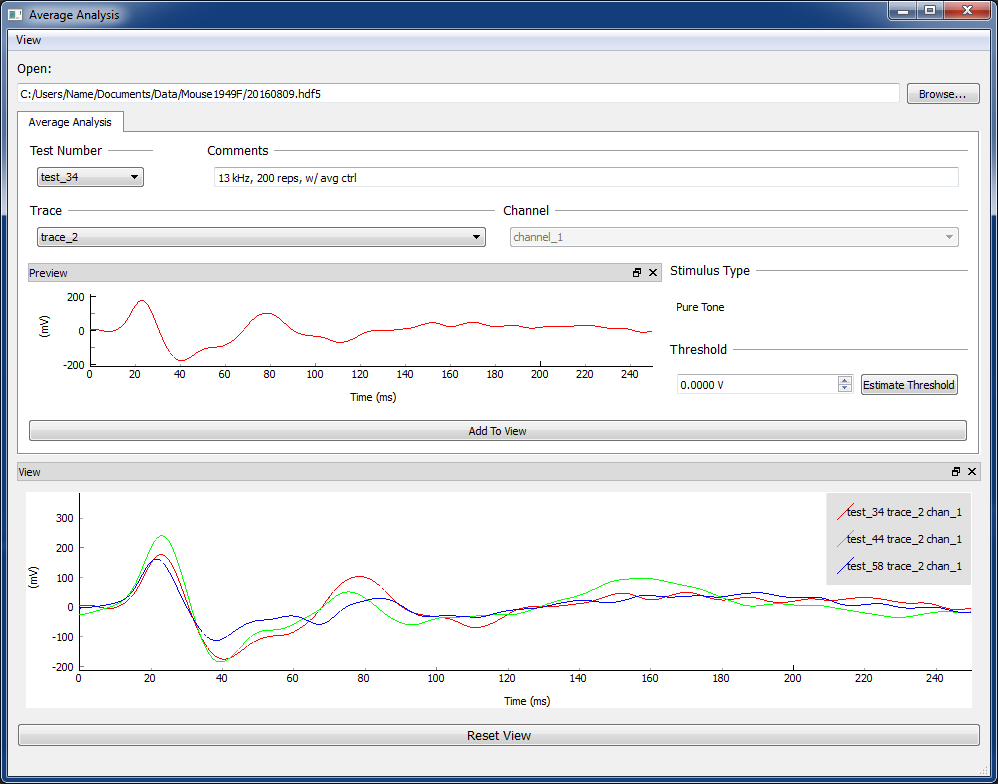 Average Analysis
View
Open:
C:/Users/Name/Documents/Data/Mouse1949F/20160809.hdf5
Browse...
Average Analysis
Test Number
Comments
test_34
13 kHz, 200 reps, w/ avg ctrl
Trace
Channel
trace_2
channel_1
Preview
Stimulus Type
200
0
-200
(mV)
0 20 40 60 80 100 120 140 160 180 200 220 240
Time (ms)
Pure Tone
Threshold
0.0000 V
Estimate Threshold
Add To View
View
300
200
100
0
-100
-200
(mV)
0 20 40 60 80 100 120 140 160 180 200 220 240
Time (ms)
test_34 trace_2 chan_1
test_44 trace_2 chan_1
test_58 trace_2 chan_1
Reset View